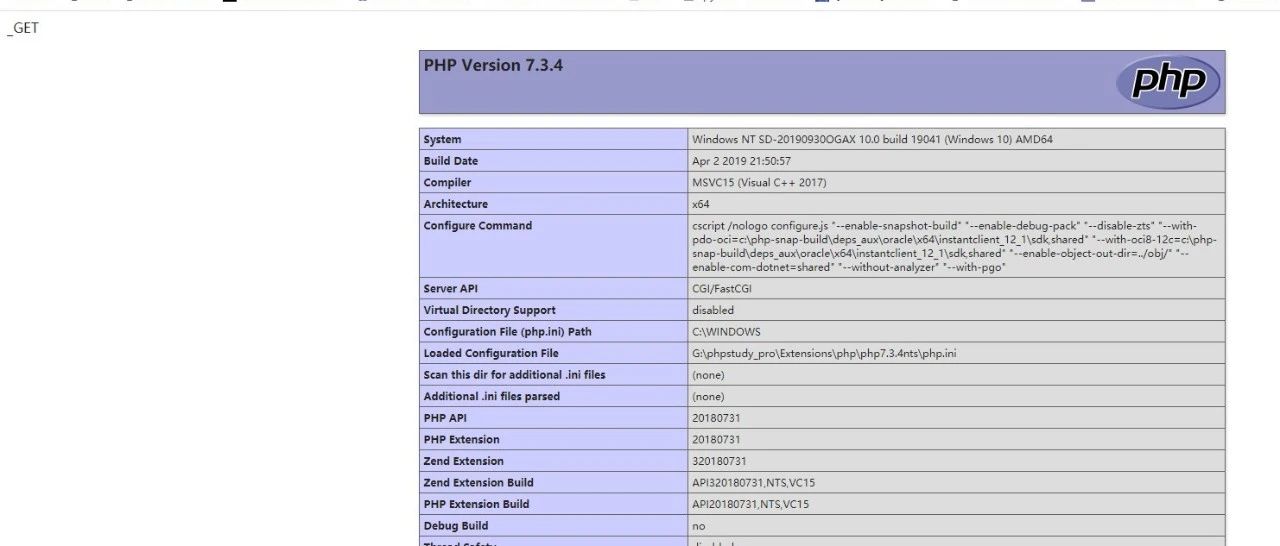 _GET
PHP Version 7.3.4
php
System Windows NT SD-20190930OGAX 10.0 build 19041 (Windows 10) AMD64
Build Date Apr 2 2019 21:50:57
Compiler MSVC15 (Visual C++ 2017)
Architecture x64
Configure Command cscript /nologo configure.js "--enable-snapshot-build" "--enable-debug-pack" "--disable-zts" "--with-
pdo-oci=c:\php-snap-build\deps_aux\oracle\x64\instantclient_12_1\sdk,shared" "--with-oci8-12c=c:\php-
snap-build\deps_aux\oracle\x64\instantclient_12_1\sdk,shared" "--enable-object-out-dir=../obj/" "--
enable-com-dotnet=shared" "--without-analyzer" "--with-pgo"
Server API CGI/FastCGI
Virtual Directory Support disabled
Configuration File (php.ini) Path C:\WINDOWS
Loaded Configuration File G:\phpstudy_pro\Extensions\php\php7.3.4nts\php.ini
Scan this dir for additional .ini files (none)
Additional .ini files parsed (none)
PHP API 20180731
PHP Extension 20180731
Zend Extension 320180731
Zend Extension Build API320180731,NTS,VC15
PHP Extension Build API20180731,NTS,VC15
Debug Build no
Thread Safety disabled